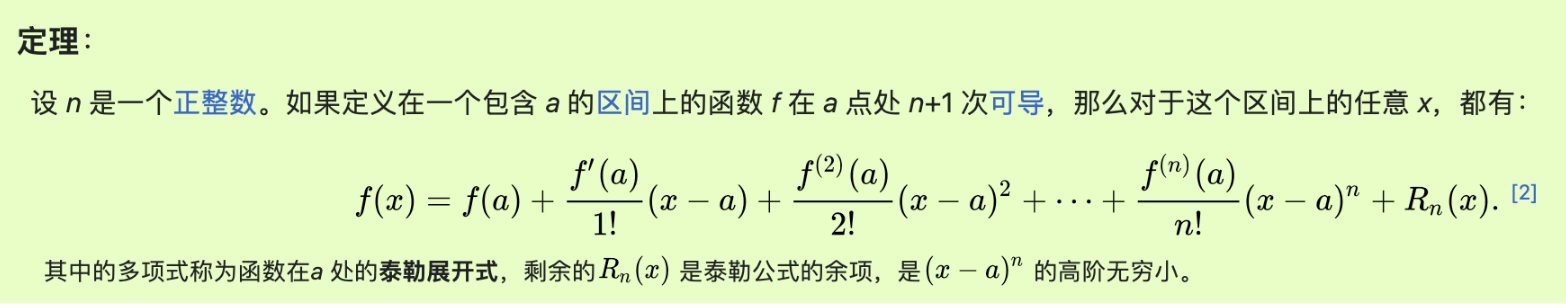 定理：
设 n 是一个正整数。如果定义在一个包含 a 的区间上的函数 f 在 a 点处 n+1 次可导，那么对于这个区间上的任意 x，都有：
f(x) = f(a) + \frac{f'(a)}{1!}(x − a) + \frac{f^{(2)}(a)}{2!}(x − a)^2 + ⋯ + \frac{f^{(n)}(a)}{n!}(x − a)^n + R_n(x). [2]
其中的多项式称为函数在a 处的泰勒展开式，剩余的R_n(x) 是泰勒公式的余项，是(x − a)^n 的高阶无穷小。